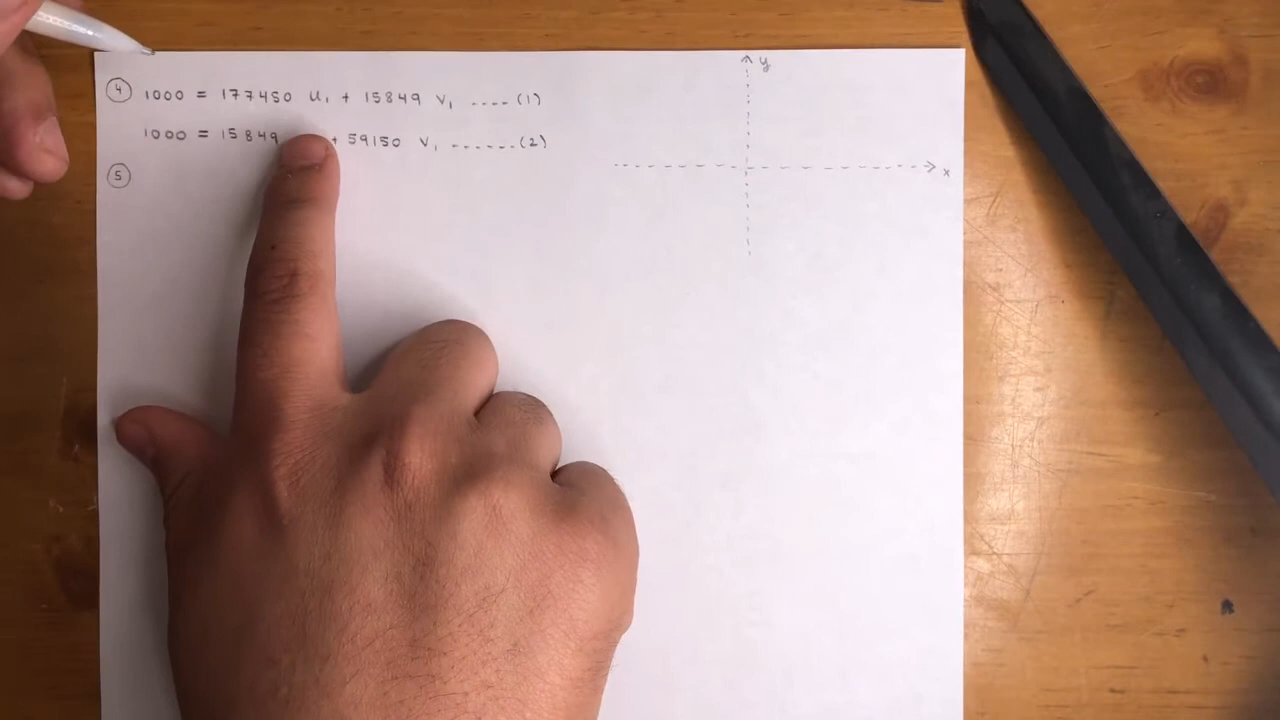 ④ 1000 = 177450 u₁ + 15849 v₁ ---- (1)
1000 = 15849 + 59150 v₁ ------ (2)
⑤
y
x